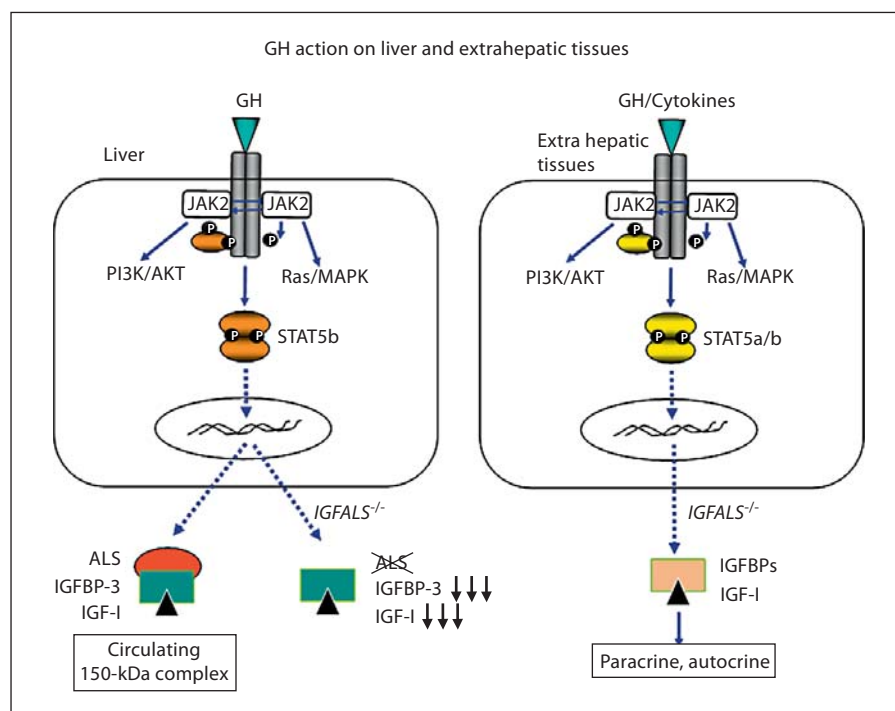 GH action on liver and extrahepatic tissues
GH
Liver
JAK2
JAK2
P
P
P
PI3K/AKT
Ras/MAPK
P
P
STAT5b
IGFALS-/-
ALS
IGFBP-3
IGF-I
Circulating
150-kDa complex
ALS
IGFBP-3
IGF-I
GH/Cytokines
Extra hepatic
tissues
JAK2
JAK2
P
P
P
PI3K/AKT
Ras/MAPK
P
P
STAT5a/b
IGFALS-/-
IGFBPs
IGF-I
Paracrine, autocrine